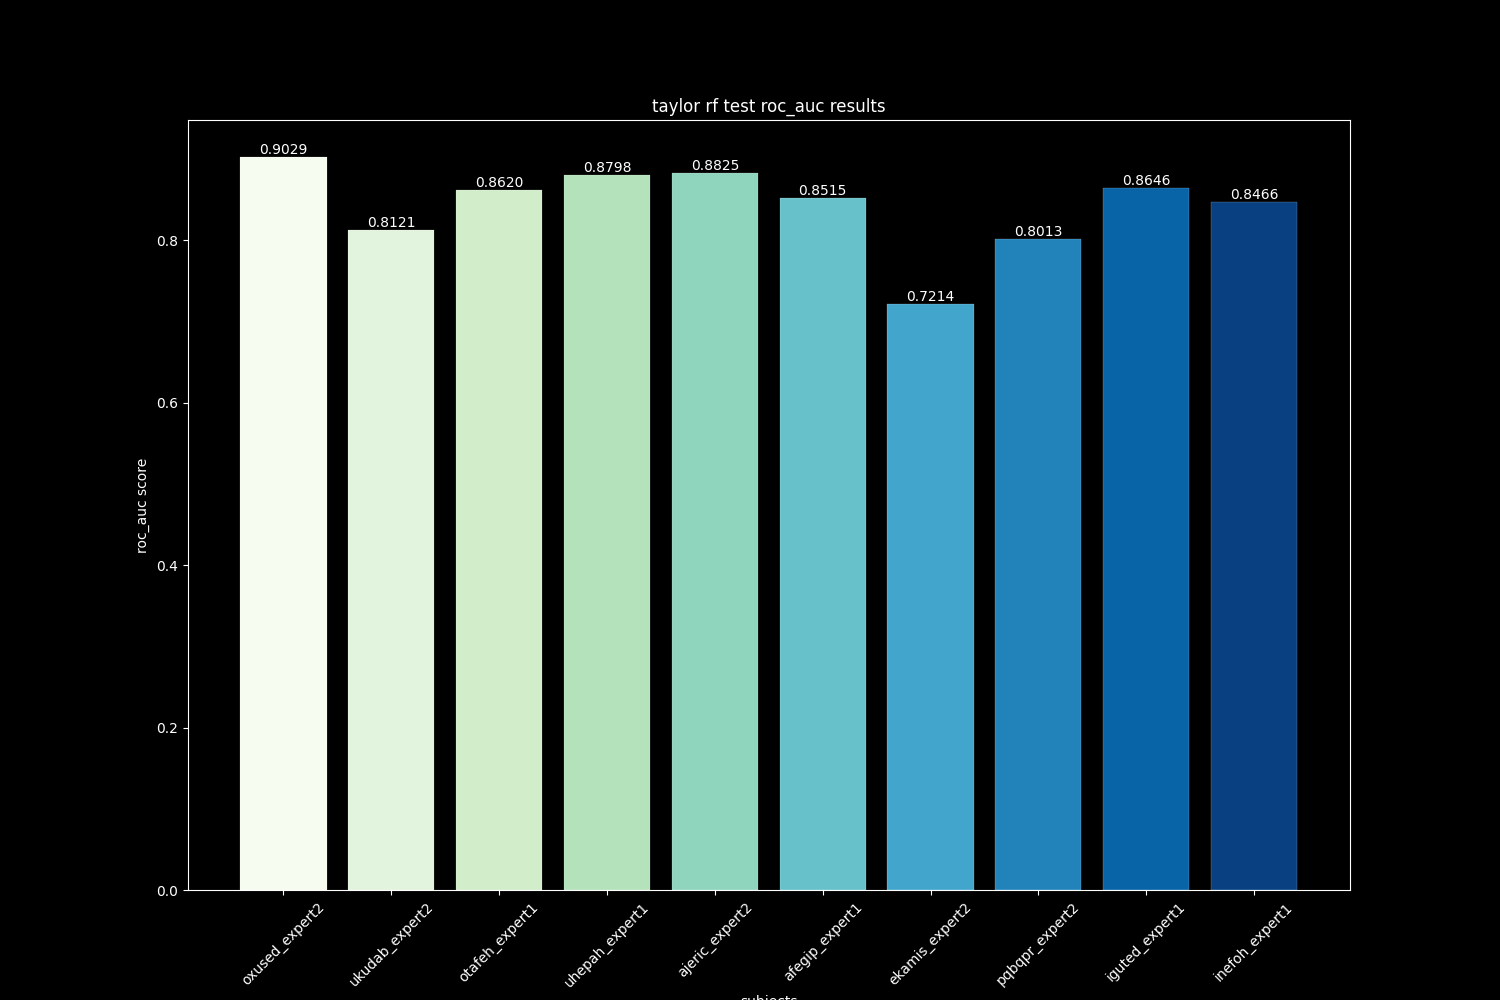 taylor rf test roc_auc results
0.9029
0.8121
0.8620
0.8798
0.8825
0.8515
0.7214
0.8013
0.8646
0.8466
0.8
0.6
0.4
0.2
0.0
roc_auc score
oxused_expert2
ukudab_expert2
otafeh_expert1
uhepah_expert1
ajeric_expert2
afegip_expert1
ekamis_expert2
pqbqpr_expert2
iguted_expert1
inefoh_expert1
subjects